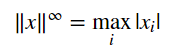 ‖x‖^∞ = max_i |x_i|